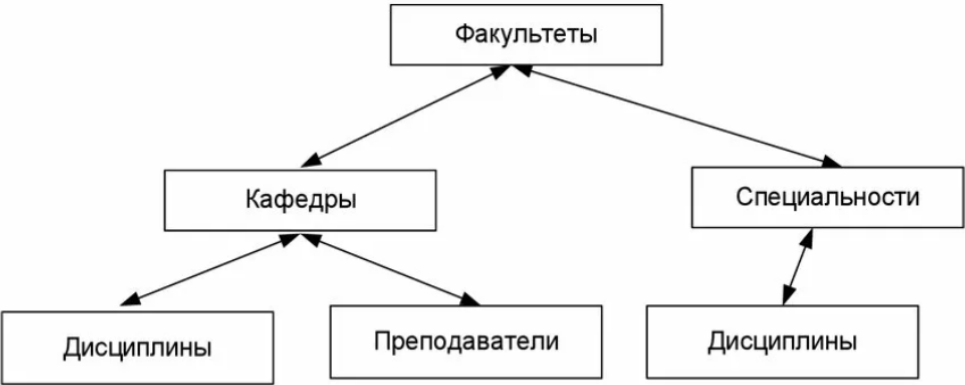 Факультеты
Кафедры
Специальности
Дисциплины
Преподаватели
Дисциплины